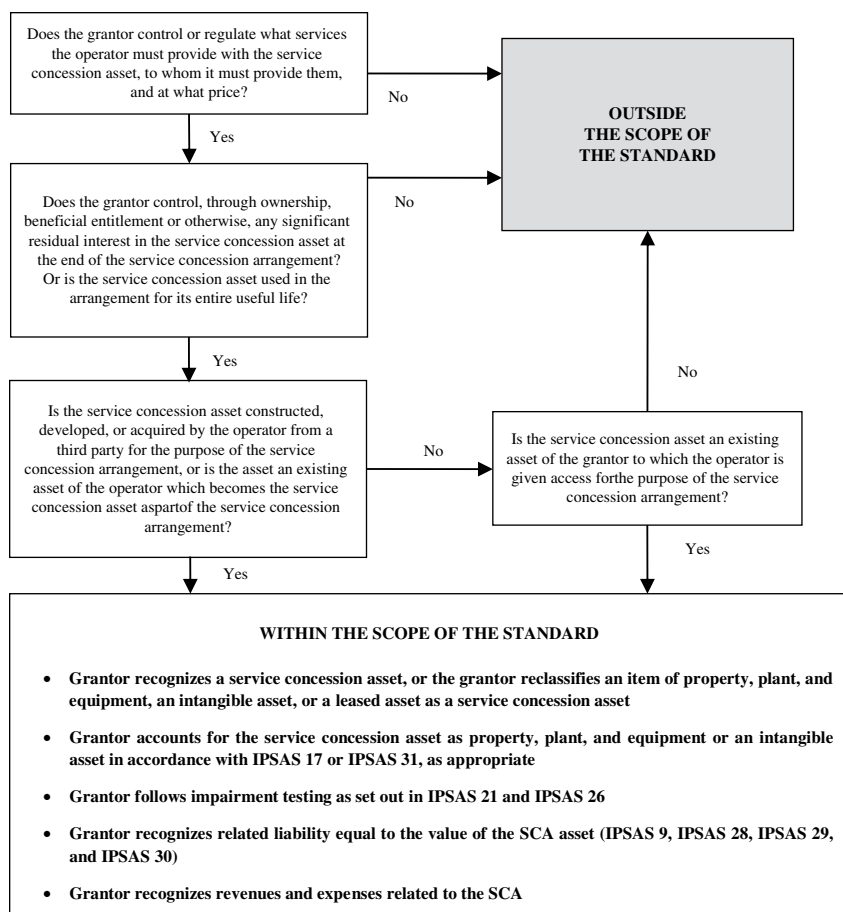 Does the grantor control or regulate what services
the operator must provide with the service
concession asset, to whom it must provide them,
and at what price?
No
OUTSIDE
THE SCOPE OF
THE STANDARD
Yes
Does the grantor control, through ownership,
beneficial entitlement or otherwise, any significant
residual interest in the service concession asset at
the end of the service concession arrangement?
Or is the service concession asset used in the
arrangement for its entire useful life?
No
Yes
No
Is the service concession asset constructed,
developed, or acquired by the operator from a
third party for the purpose of the service
concession arrangement, or is the asset an existing
asset of the operator which becomes the service
concession asset aspartof the service concession
arrangement?
No
Is the service concession asset an existing
asset of the grantor to which the operator is
given access forthe purpose of the service
concession arrangement?
Yes
Yes
WITHIN THE SCOPE OF THE STANDARD
• Grantor recognizes a service concession asset, or the grantor reclassifies an item of property, plant, and
equipment, an intangible asset, or a leased asset as a service concession asset
• Grantor accounts for the service concession asset as property, plant, and equipment or an intangible
asset in accordance with IPSAS 17 or IPSAS 31, as appropriate
• Grantor follows impairment testing as set out in IPSAS 21 and IPSAS 26
• Grantor recognizes related liability equal to the value of the SCA asset (IPSAS 9, IPSAS 28, IPSAS 29,
and IPSAS 30)
• Grantor recognizes revenues and expenses related to the SCA